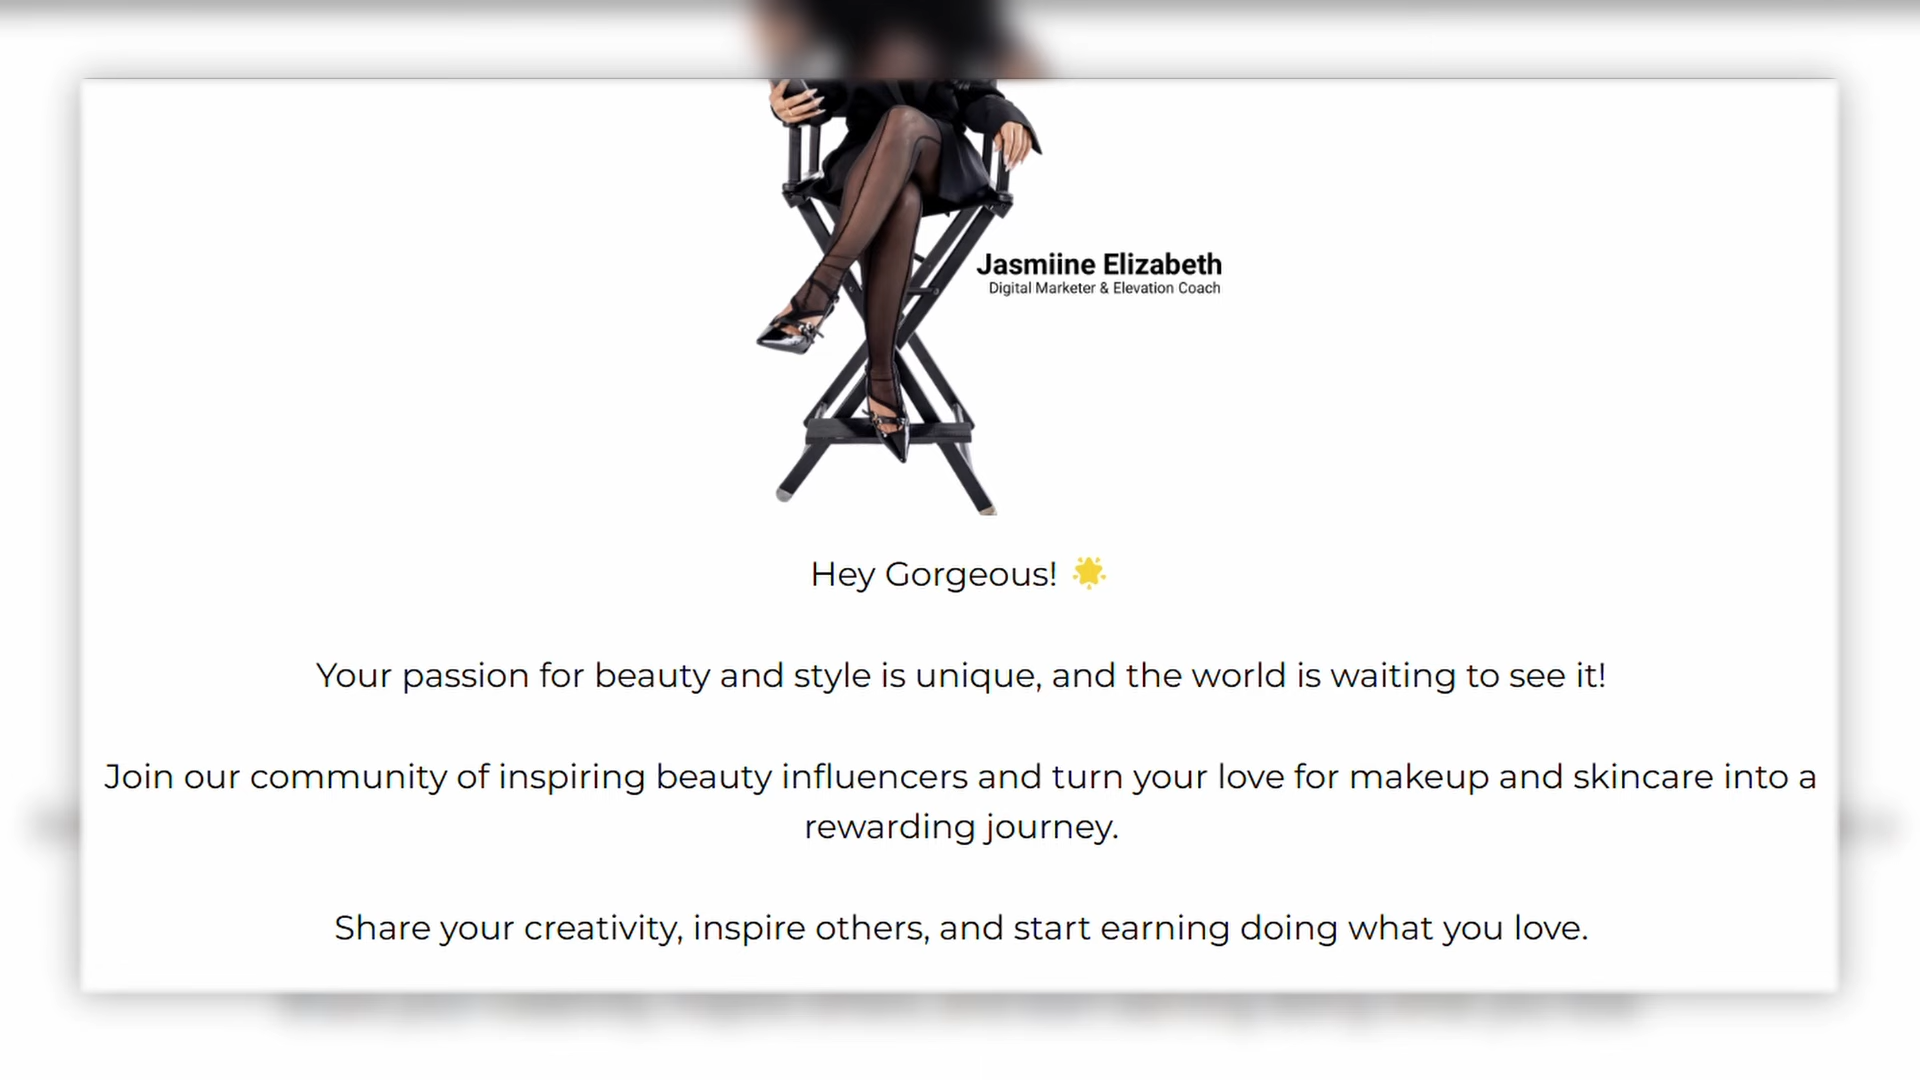 Jasmiine Elizabeth
Digital Marketer & Elevation Coach
Hey Gorgeous! 🌟
Your passion for beauty and style is unique, and the world is waiting to see it!
Join our community of inspiring beauty influencers and turn your love for makeup and skincare into a
rewarding journey.
Share your creativity, inspire others, and start earning doing what you love.